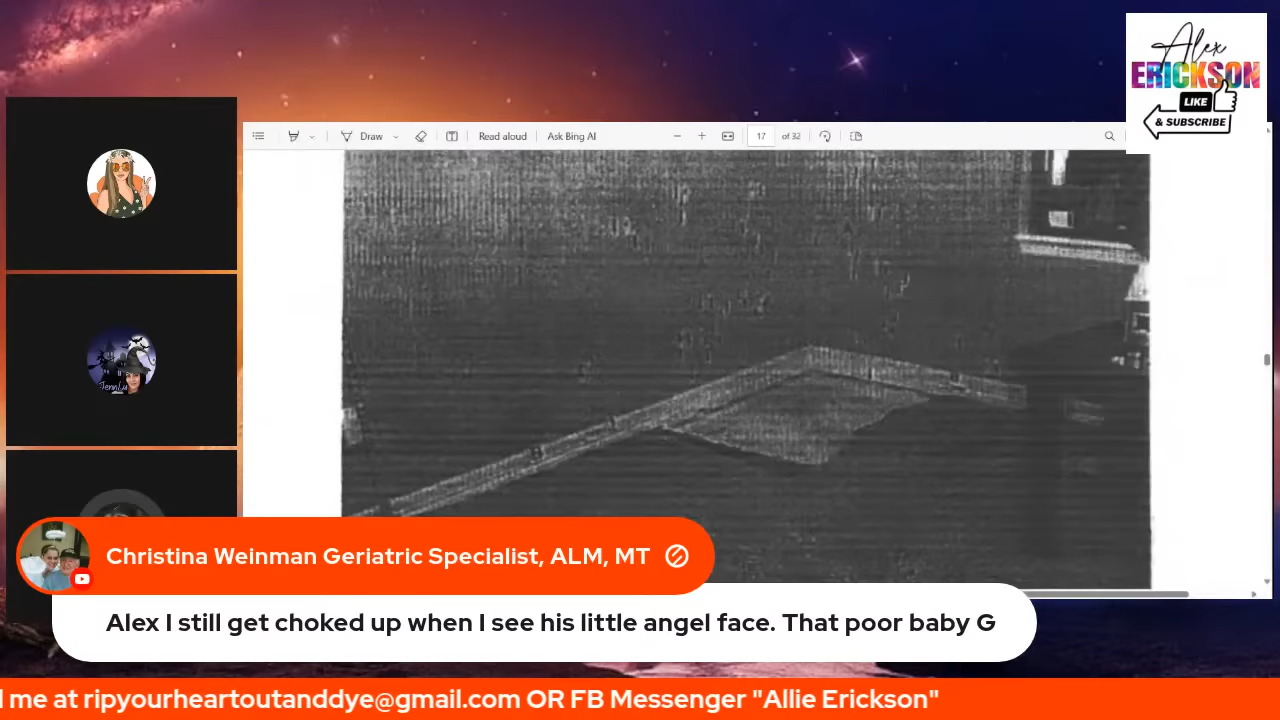 Alex
ERICKSON
LIKE
& SUBSCRIBE
Draw
Read aloud
Ask Bing AI
17
of 32
JennLu
Christina Weinman Geriatric Specialist, ALM, MT
Alex I still get choked up when I see his little angel face. That poor baby G
me at ripyourheartoutanddye@gmail.com OR FB Messenger "Allie Erickson"